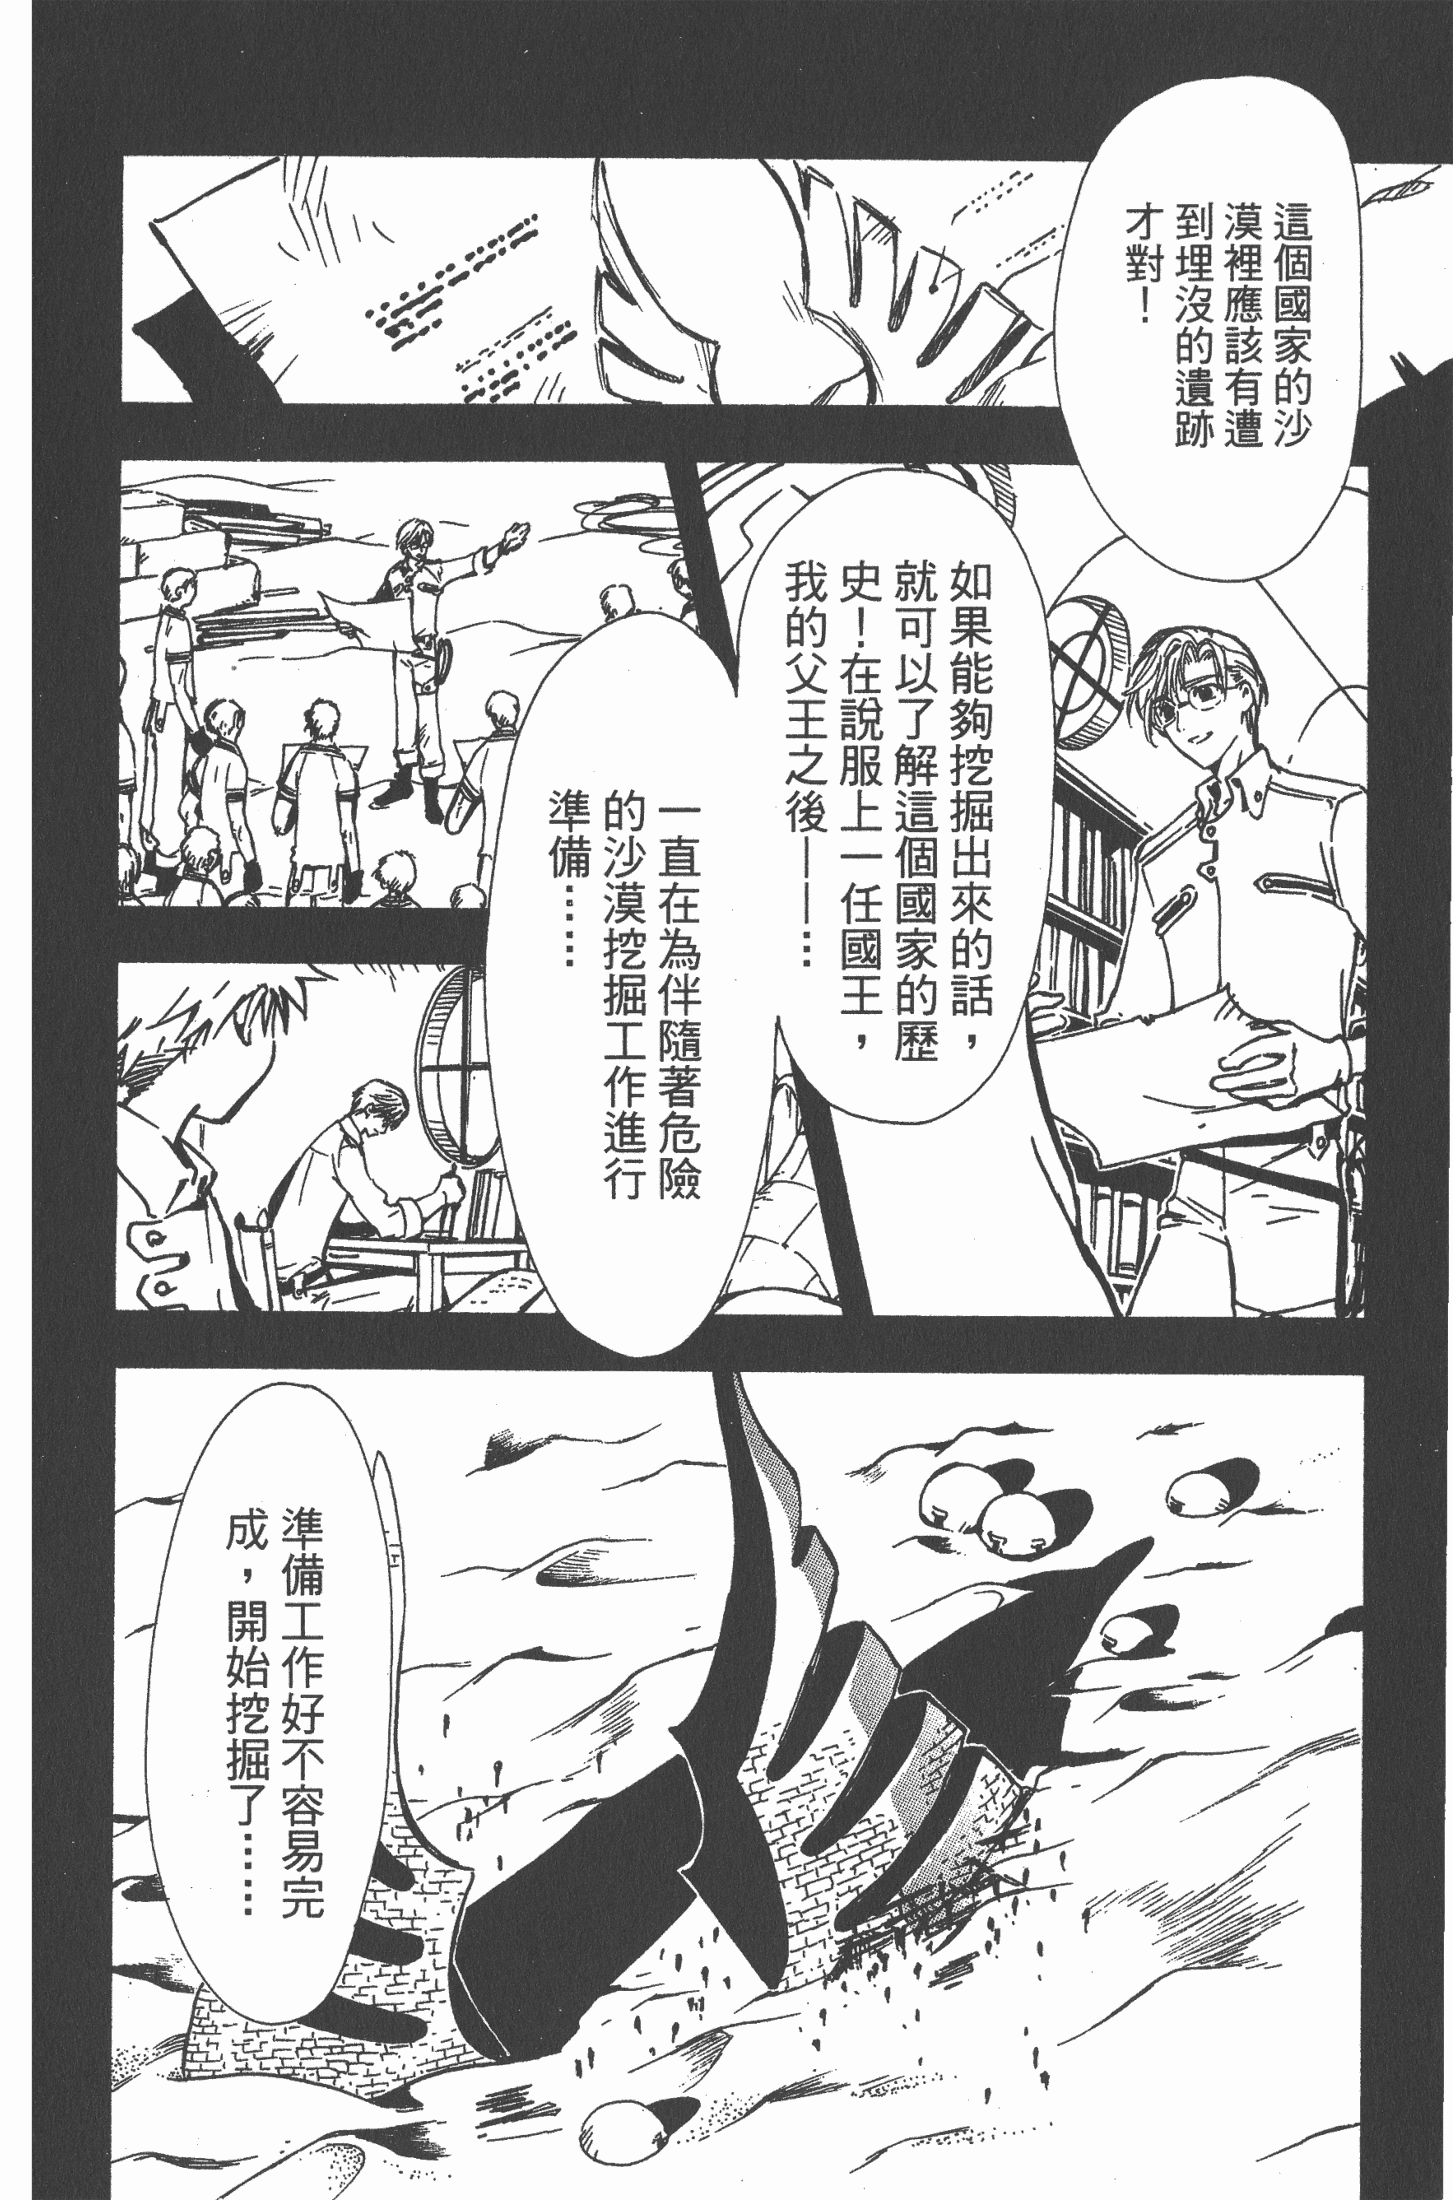 這個國家的沙
漠裡應該有遭
到埋沒的遺跡
才對！
如果能夠挖掘出來的話，
就可以了解這個國家的歷
史！在說服上一任國王，
我的父王之後——…
一直在為伴隨著危險
的沙漠挖掘工作進行
準備……
準備工作好不容易完
成，開始挖掘了……